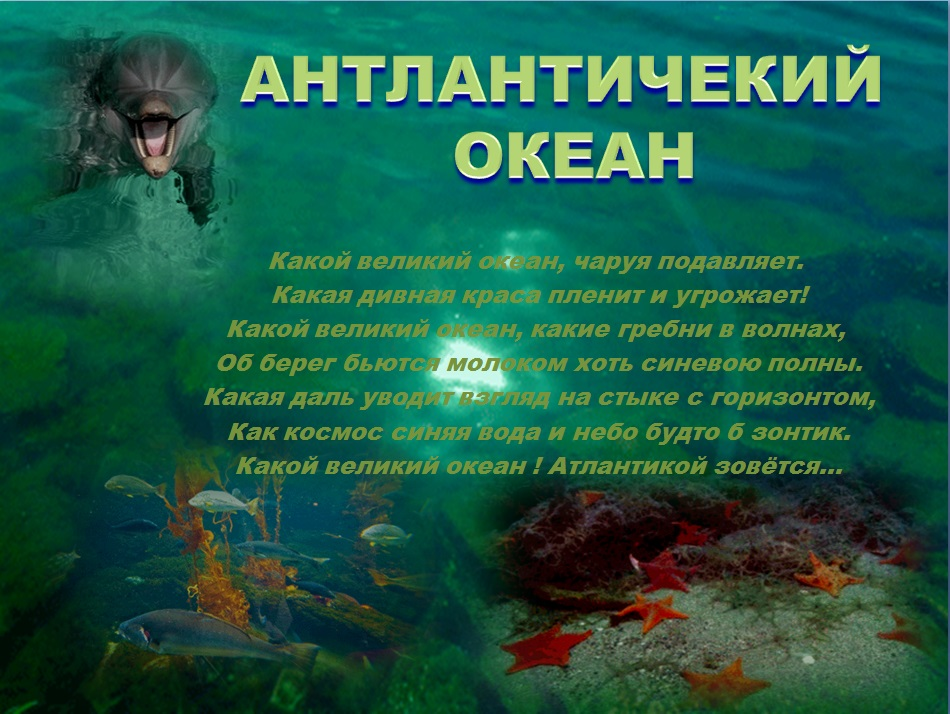 АНТЛАНТИЧЕКИЙ
ОКЕАН
Какой великий океан, чаруя подавляет.
Какая дивная краса пленит и угрожает!
Какой великий океан, какие гребни в волнах,
Об берег бьются молоком хоть синевою полны.
Какая даль уводит взгляд на стыке с горизонтом,
Как космос синяя вода и небо будто б зонтик.
Какой великий океан ! Атлантикой зовётся...